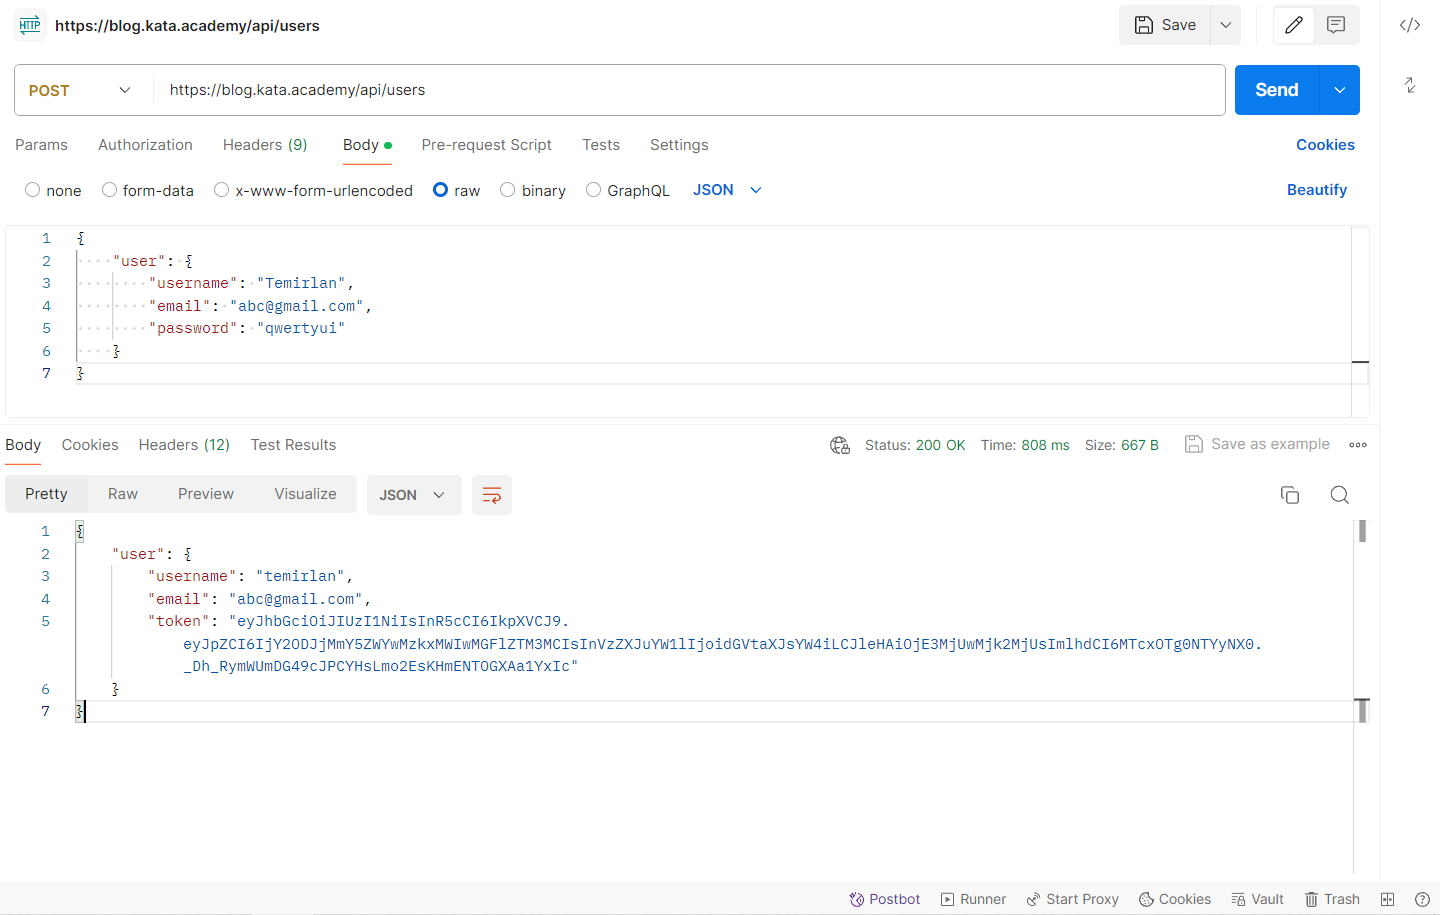 HTTP https://blog.kata.academy/api/users Save
POST https://blog.kata.academy/api/users Send
Params Authorization Headers (9) Body Pre-request Script Tests Settings Cookies
none form-data x-www-form-urlencoded raw binary GraphQL JSON Beautify
1 {
2 "user": {
3 "username": "Temirlan",
4 "email": "abc@gmail.com",
5 "password": "qwertyui"
6 }
7 }
Body Cookies Headers (12) Test Results Status: 200 OK Time: 808 ms Size: 667 B Save as example
Pretty Raw Preview Visualize JSON
1 {
2 "user": {
3 "username": "temirlan",
4 "email": "abc@gmail.com",
5 "token": "eyJhbGciOiJIUzI1NiIsInR5cCI6IkpXVCJ9.
eyJpZCI6IjY2ODJjMmY5ZWYwMzkxMWIwMGFlZTM3MCIsInVzZXJuYW1lIjoidGVtaXJsYW4iLCJleHAiOjE3MjUwMjk2MjUsImlhdCI6MTcxOTg0NTYyNX0.
_Dh_RymWUmDG49cJPCYHsLmo2EsKHmENTOGXAa1YxIc"
6 }
7 }
Postbot Runner Start Proxy Cookies Vault Trash